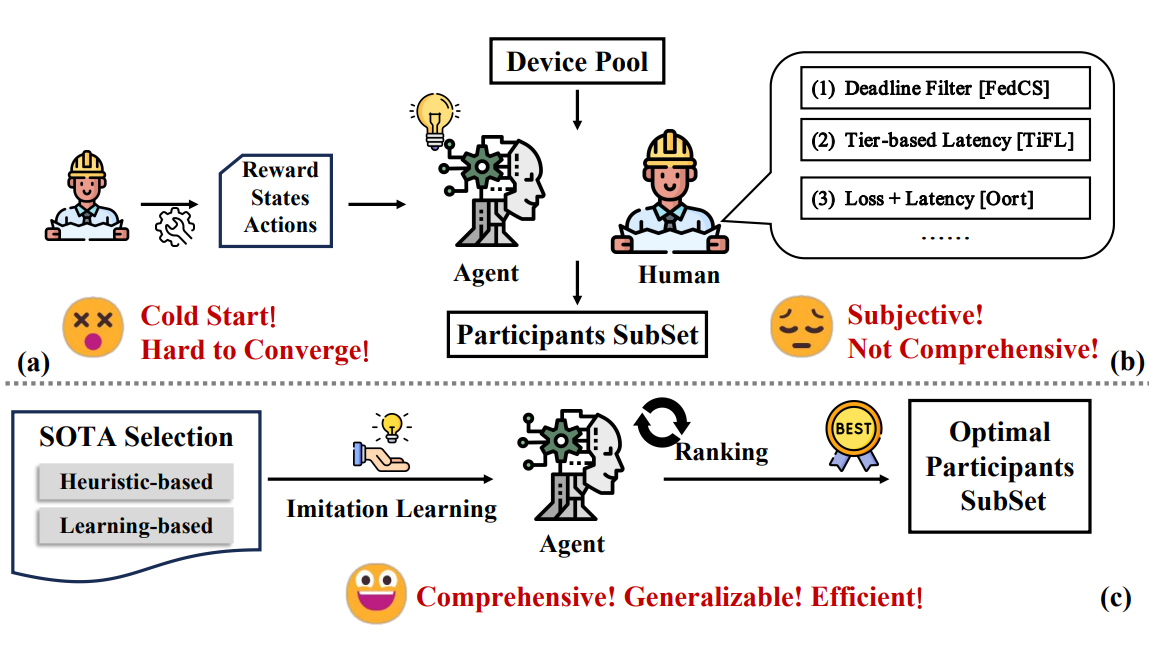 Device Pool
Reward
States
Actions
Agent
Human
(1) Deadline Filter [FedCS]
(2) Tier-based Latency [TiFL]
(3) Loss + Latency [Oort]
······
Cold Start!
Hard to Converge!
(a)
Participants SubSet
Subjective!
Not Comprehensive!
(b)
SOTA Selection
Heuristic-based
Learning-based
Imitation Learning
Agent
Ranking
BEST
Optimal
Participants
SubSet
Comprehensive! Generalizable! Efficient!
(c)